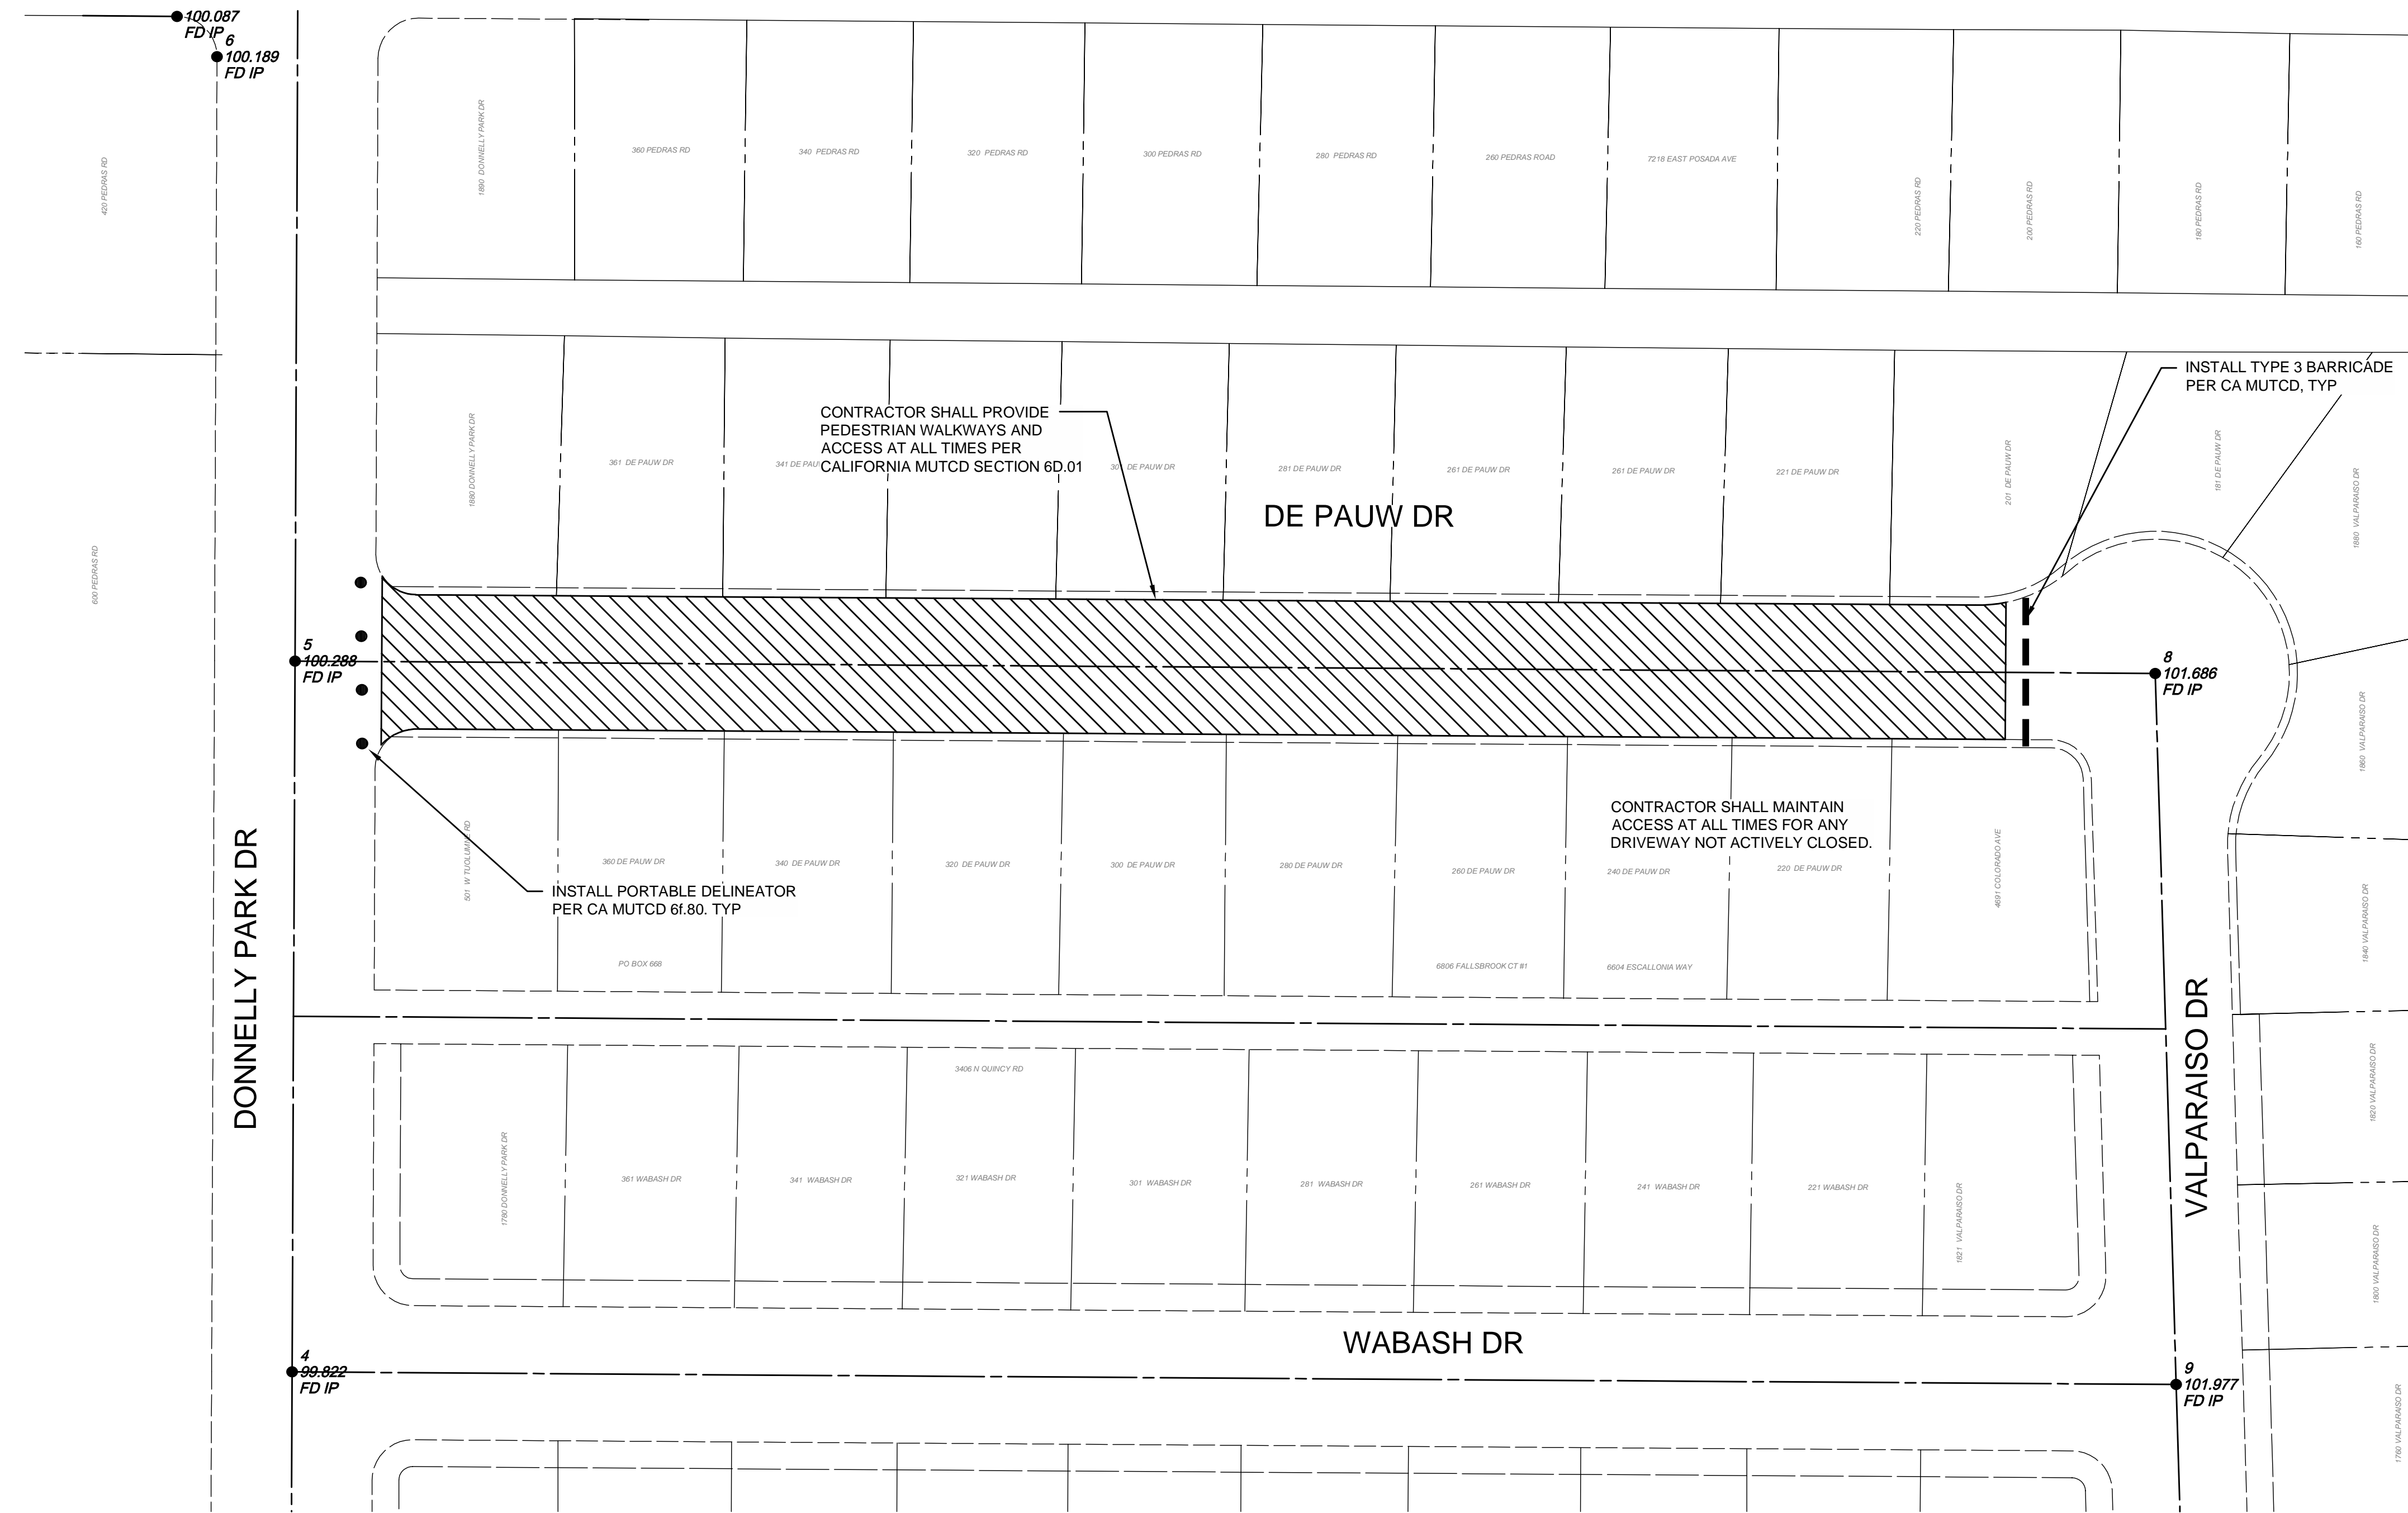 100.087
FD IP
6
100.189
FD IP
420 PEDRAS RD
1890 DONNELLY PARK DR
360 PEDRAS RD
340 PEDRAS RD
320 PEDRAS RD
300 PEDRAS RD
280 PEDRAS RD
260 PEDRAS ROAD
7218 EAST POSADA AVE
220 PEDRAS RD
200 PEDRAS RD
180 PEDRAS RD
160 PEDRAS RD
INSTALL TYPE 3 BARRICADE
PER CA MUTCD, TYP
CONTRACTOR SHALL PROVIDE
PEDESTRIAN WALKWAYS AND
ACCESS AT ALL TIMES PER
CALIFORNIA MUTCD SECTION 6D.01
600 PEDRAS RD
1880 DONNELLY PARK DR
361 DE PAUW DR
341 DE PAU
301 DE PAUW DR
281 DE PAUW DR
261 DE PAUW DR
261 DE PAUW DR
221 DE PAUW DR
201 DE PAUW DR
181 DE PAUW DR
1880 VALPARAISO DR
DE PAUW DR
5
100.288
FD IP
8
101.686
FD IP
1860 VALPARAISO DR
DONNELLY PARK DR
501 W TUOLUMNE RD
360 DE PAUW DR
340 DE PAUW DR
320 DE PAUW DR
300 DE PAUW DR
280 DE PAUW DR
260 DE PAUW DR
240 DE PAUW DR
220 DE PAUW DR
4691 COLORADO AVE
CONTRACTOR SHALL MAINTAIN
ACCESS AT ALL TIMES FOR ANY
DRIVEWAY NOT ACTIVELY CLOSED.
INSTALL PORTABLE DELINEATOR
PER CA MUTCD 6f.80. TYP
PO BOX 668
6806 FALLSBROOK CT #1
6604 ESCALLONIA WAY
1840 VALPARAISO DR
VALPARAISO DR
3406 N QUINCY RD
1820 VALPARAISO DR
1780 DONNELLY PARK DR
361 WABASH DR
341 WABASH DR
321 WABASH DR
301 WABASH DR
281 WABASH DR
261 WABASH DR
241 WABASH DR
221 WABASH DR
1821 VALPARAISO DR
1800 VALPARAISO DR
WABASH DR
4
99.822
FD IP
9
101.977
FD IP
1760 VALPARAISO DR